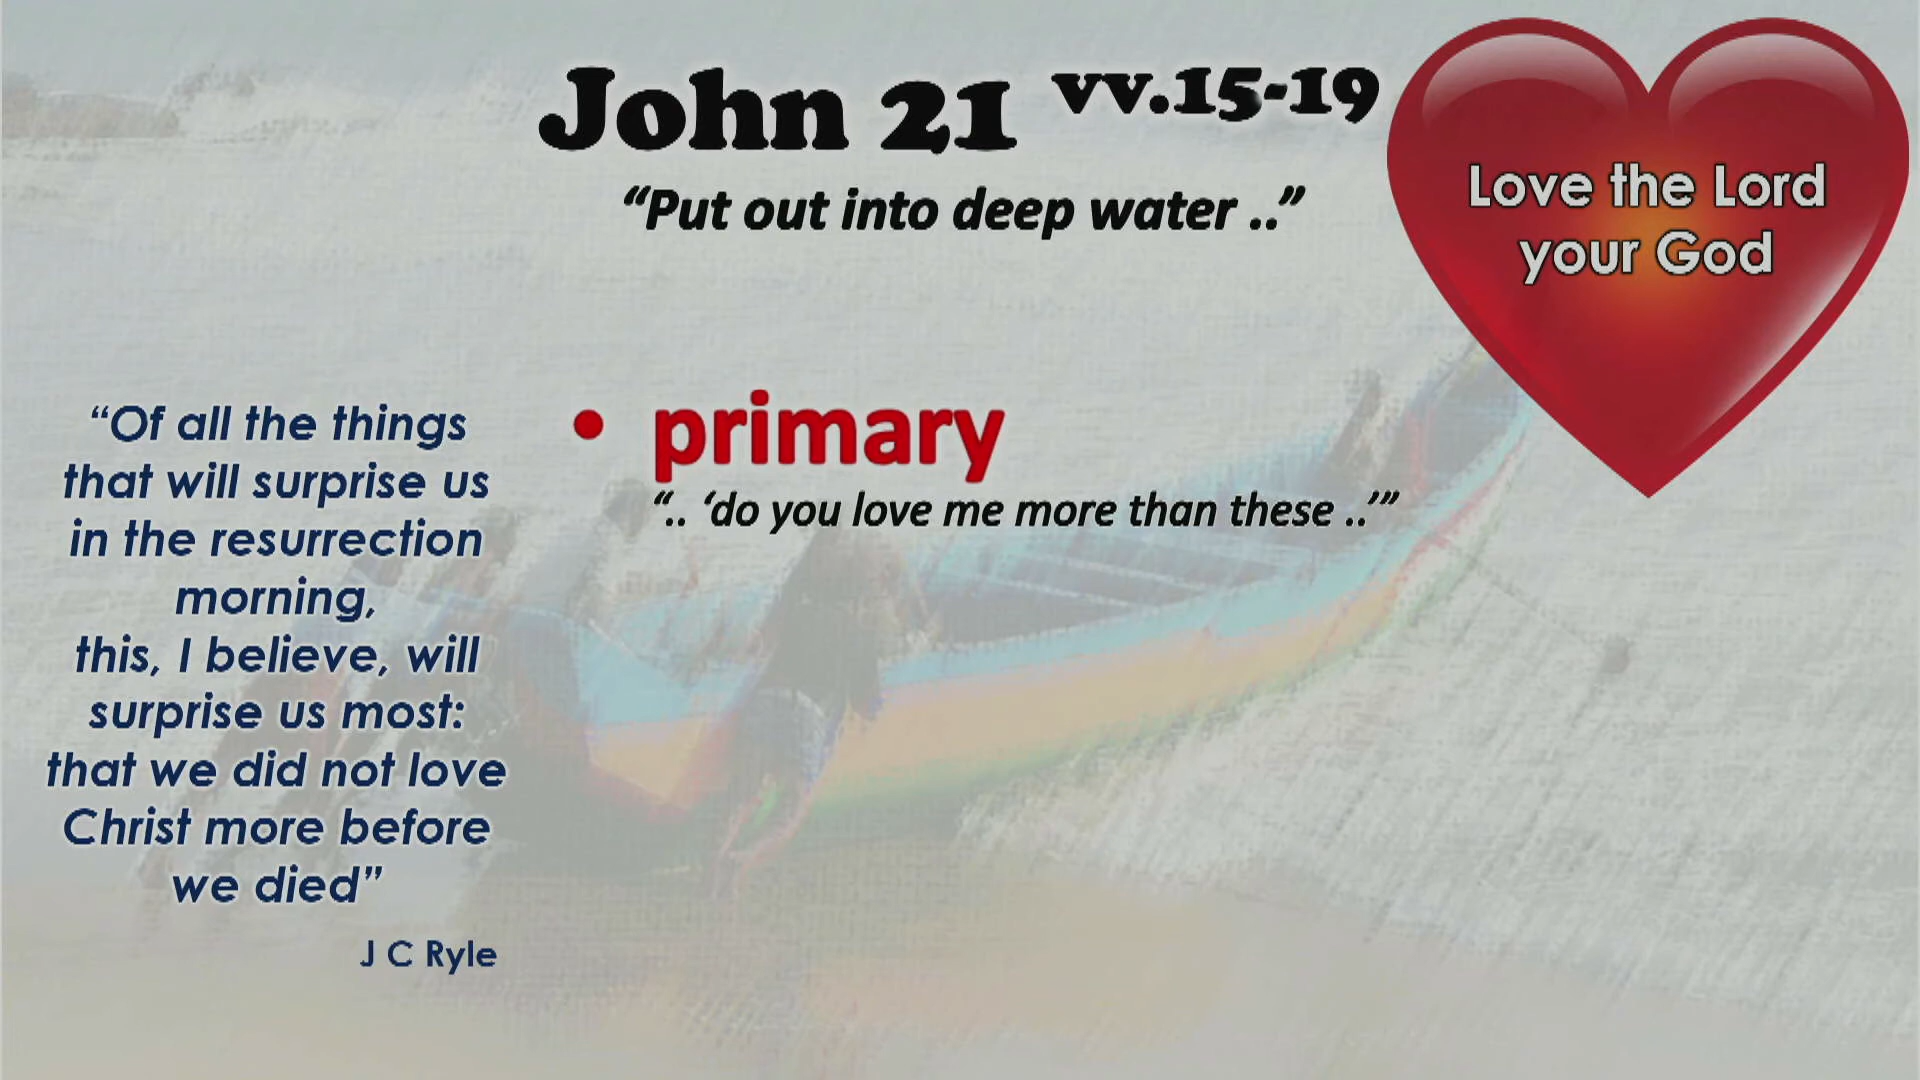 John 21 vv.15-19
“Put out into deep water ..”
Love the Lord
your God
“Of all the things
that will surprise us
in the resurrection
morning,
this, I believe, will
surprise us most:
that we did not love
Christ more before
we died”
J C Ryle
• primary
“.. ‘do you love me more than these ..’”